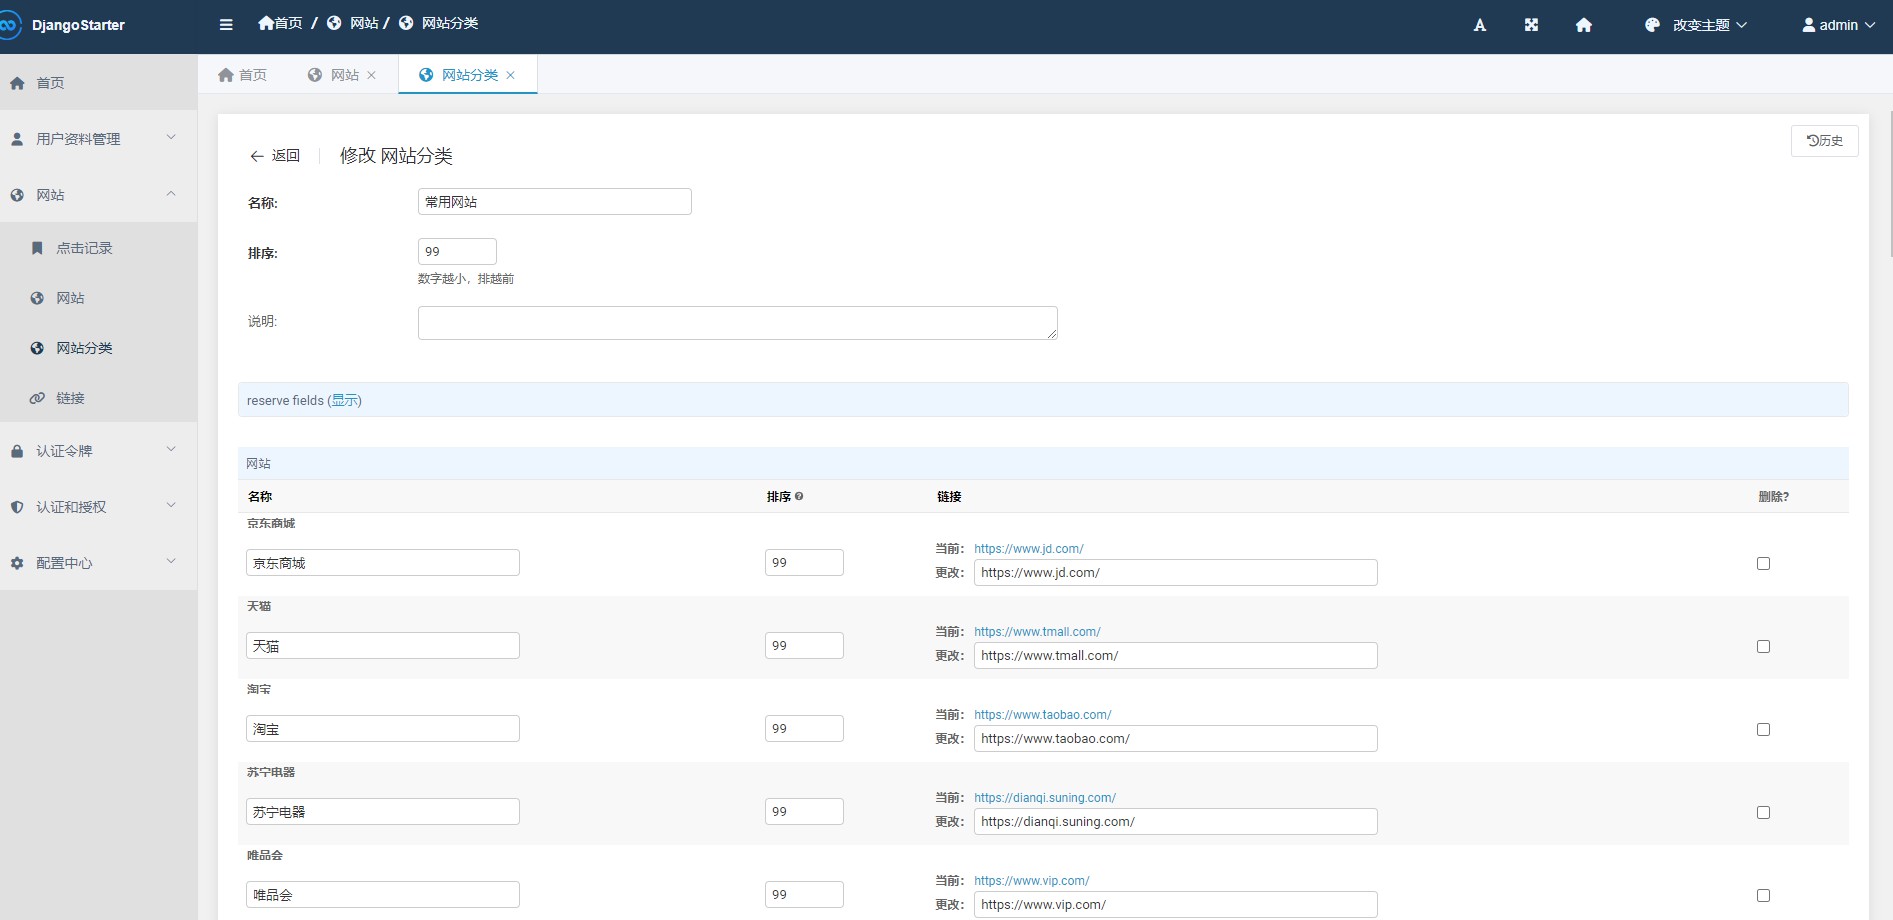 DjangoStarter
首页 / 网站 / 网站分类
改变主题
admin
首页
网站
网站分类
首页
用户资料管理
网站
点击记录
网站
网站分类
链接
认证令牌
认证和授权
配置中心
返回
修改 网站分类
历史
名称:
常用网站
排序:
99
数字越小，排越前
说明:
reserve fields (显示)
网站
名称 排序 链接 删除?
京东商城
当前: https://www.jd.com/
京东商城 99
更改: https://www.jd.com/
天猫
当前: https://www.tmall.com/
天猫 99
更改: https://www.tmall.com/
淘宝
当前: https://www.taobao.com/
淘宝 99
更改: https://www.taobao.com/
苏宁电器
当前: https://dianqi.suning.com/
苏宁电器 99
更改: https://dianqi.suning.com/
唯品会
当前: https://www.vip.com/
唯品会 99
更改: https://www.vip.com/